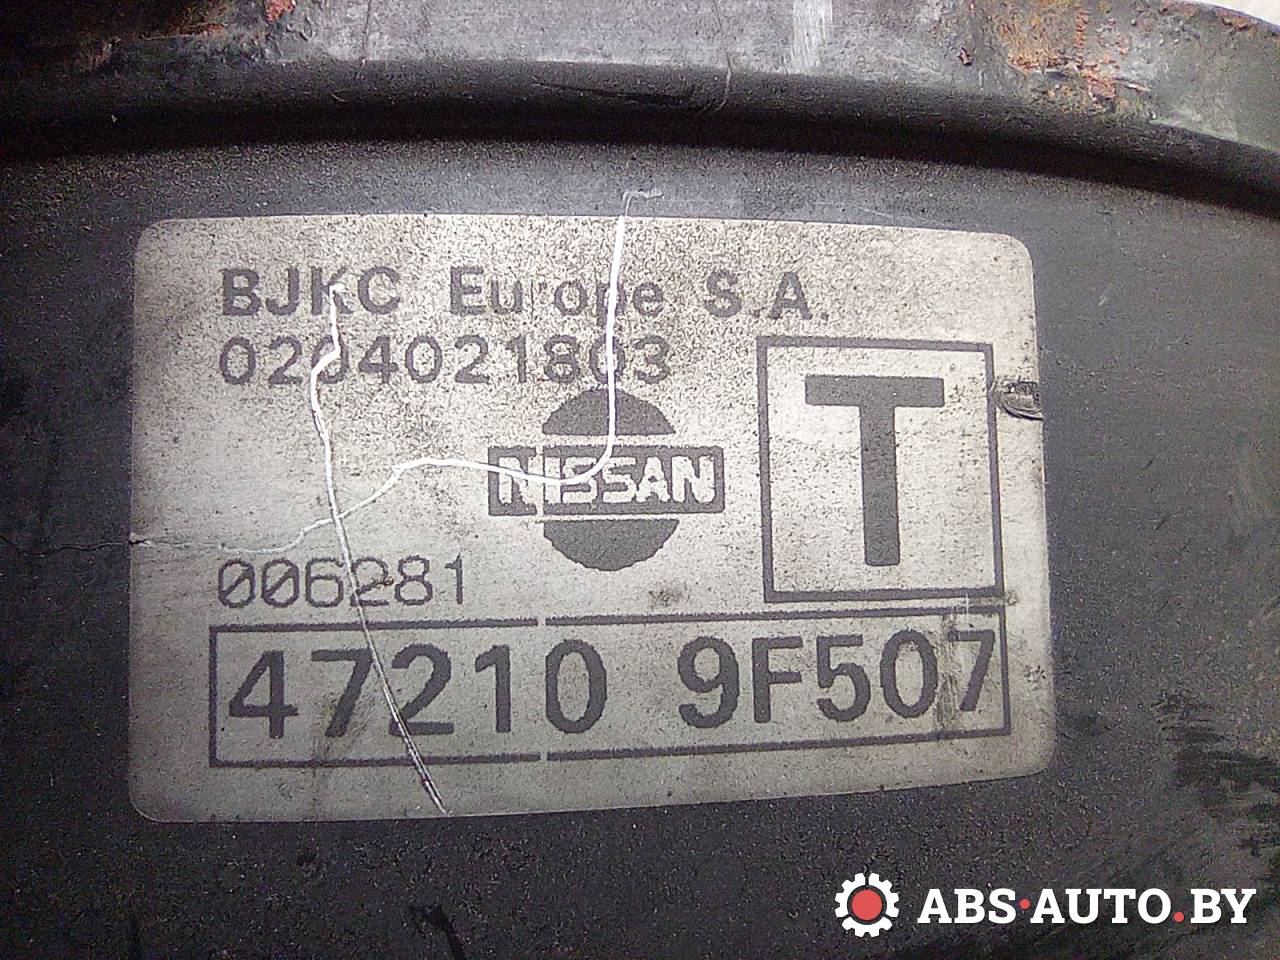 BJKC Europe S.A.
0204021803
T
NISSAN
006281
47210 9F507
ABS·AUTO.BY